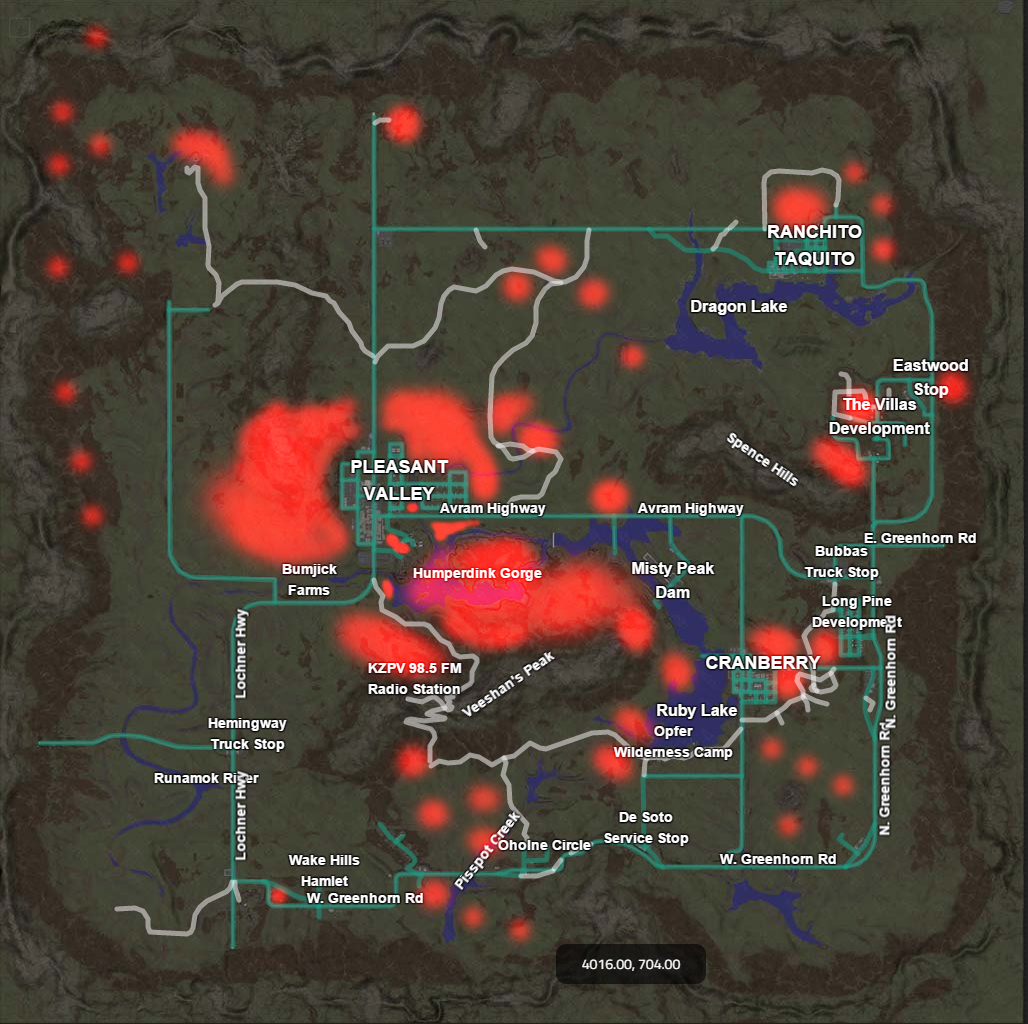 RANCHITO
TAQUITO
Dragon Lake
Eastwood
Stop
The Villas
Development
Spence Hills
PLEASANT
VALLEY
Avram Highway
Avram Highway
E. Greenhorn Rd
Bubbas
Truck Stop
Bumjick
Farms
Humperdink Gorge
Misty Peak
Dam
Long Pine
Development
Lochner Hwy
N. Greenhorn Rd
KZPV 98.5 FM
Radio Station
Veeshan's Peak
CRANBERRY
Ruby Lake
Hemingway
Truck Stop
Opfer
Wilderness Camp
Runamok River
Lochner Hwy
N. Greenhorn Rd
De Soto
Service Stop
Pisspot Creek
Oholne Circle
Wake Hills
Hamlet
W. Greenhorn Rd
W. Greenhorn Rd
4016.00, 704.00